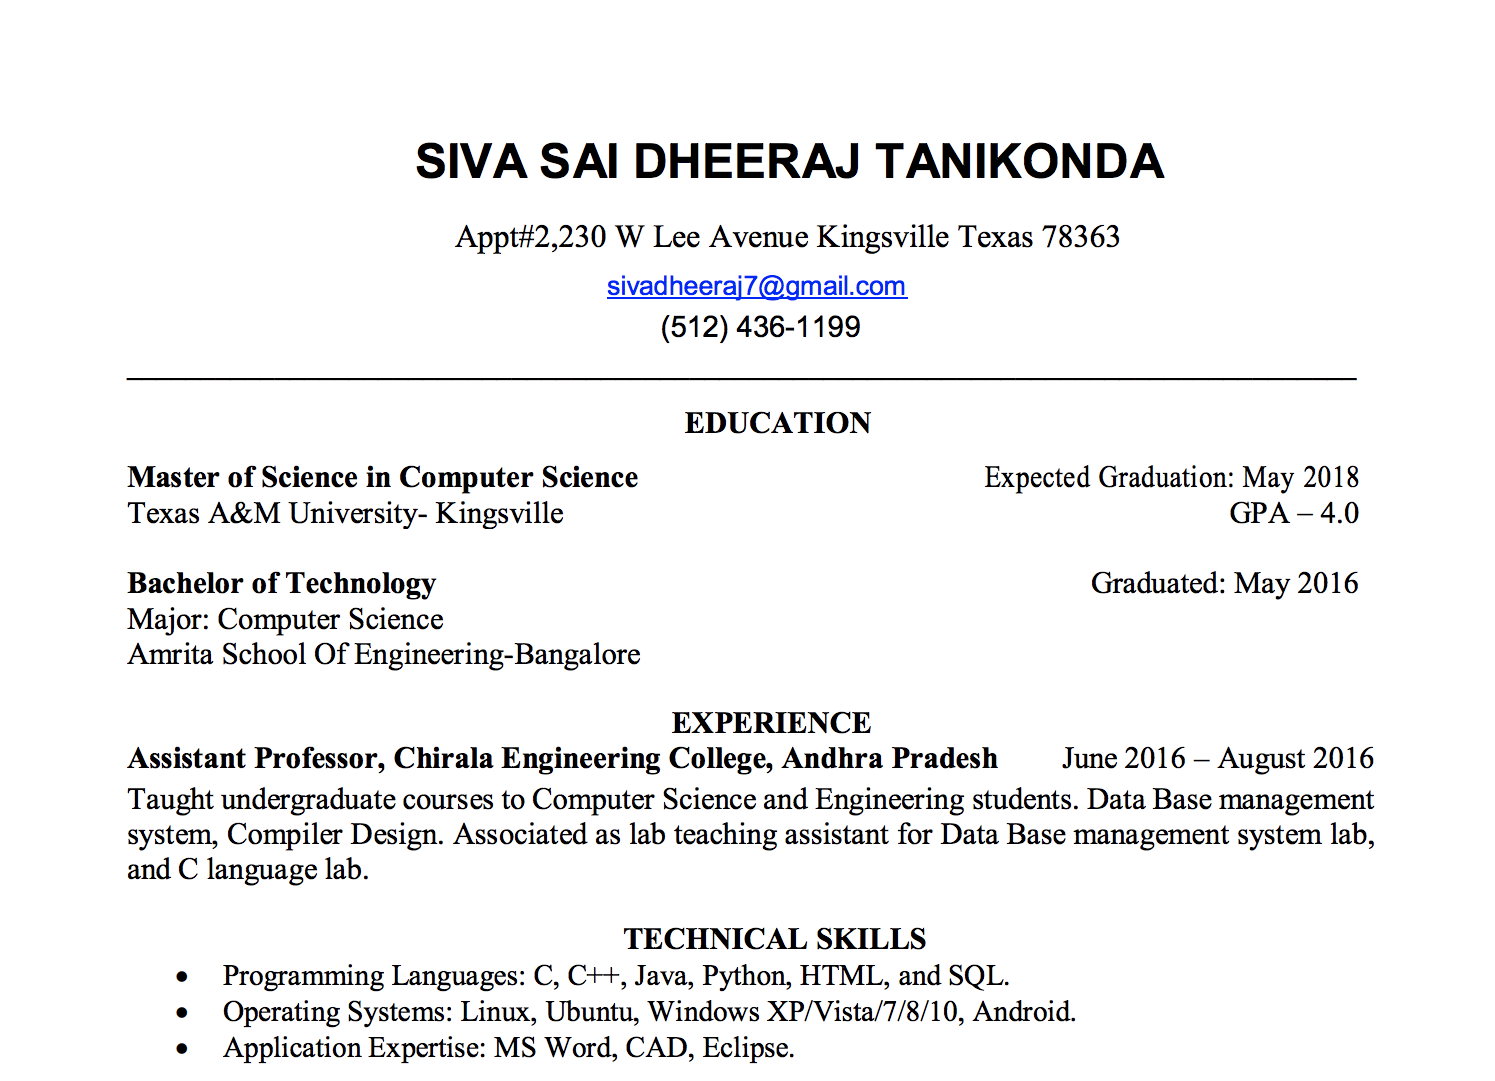 SIVA SAI DHEERAJ TANIKONDA
Appt#2,230 W Lee Avenue Kingsville Texas 78363
sivadheeraj7@gmail.com
(512) 436-1199
EDUCATION
Master of Science in Computer Science Expected Graduation: May 2018
Texas A&M University- Kingsville GPA – 4.0
Bachelor of Technology Graduated: May 2016
Major: Computer Science
Amrita School Of Engineering-Bangalore
EXPERIENCE
Assistant Professor, Chirala Engineering College, Andhra Pradesh June 2016 – August 2016
Taught undergraduate courses to Computer Science and Engineering students. Data Base management
system, Compiler Design. Associated as lab teaching assistant for Data Base management system lab,
and C language lab.
TECHNICAL SKILLS
• Programming Languages: C, C++, Java, Python, HTML, and SQL.
• Operating Systems: Linux, Ubuntu, Windows XP/Vista/7/8/10, Android.
• Application Expertise: MS Word, CAD, Eclipse.